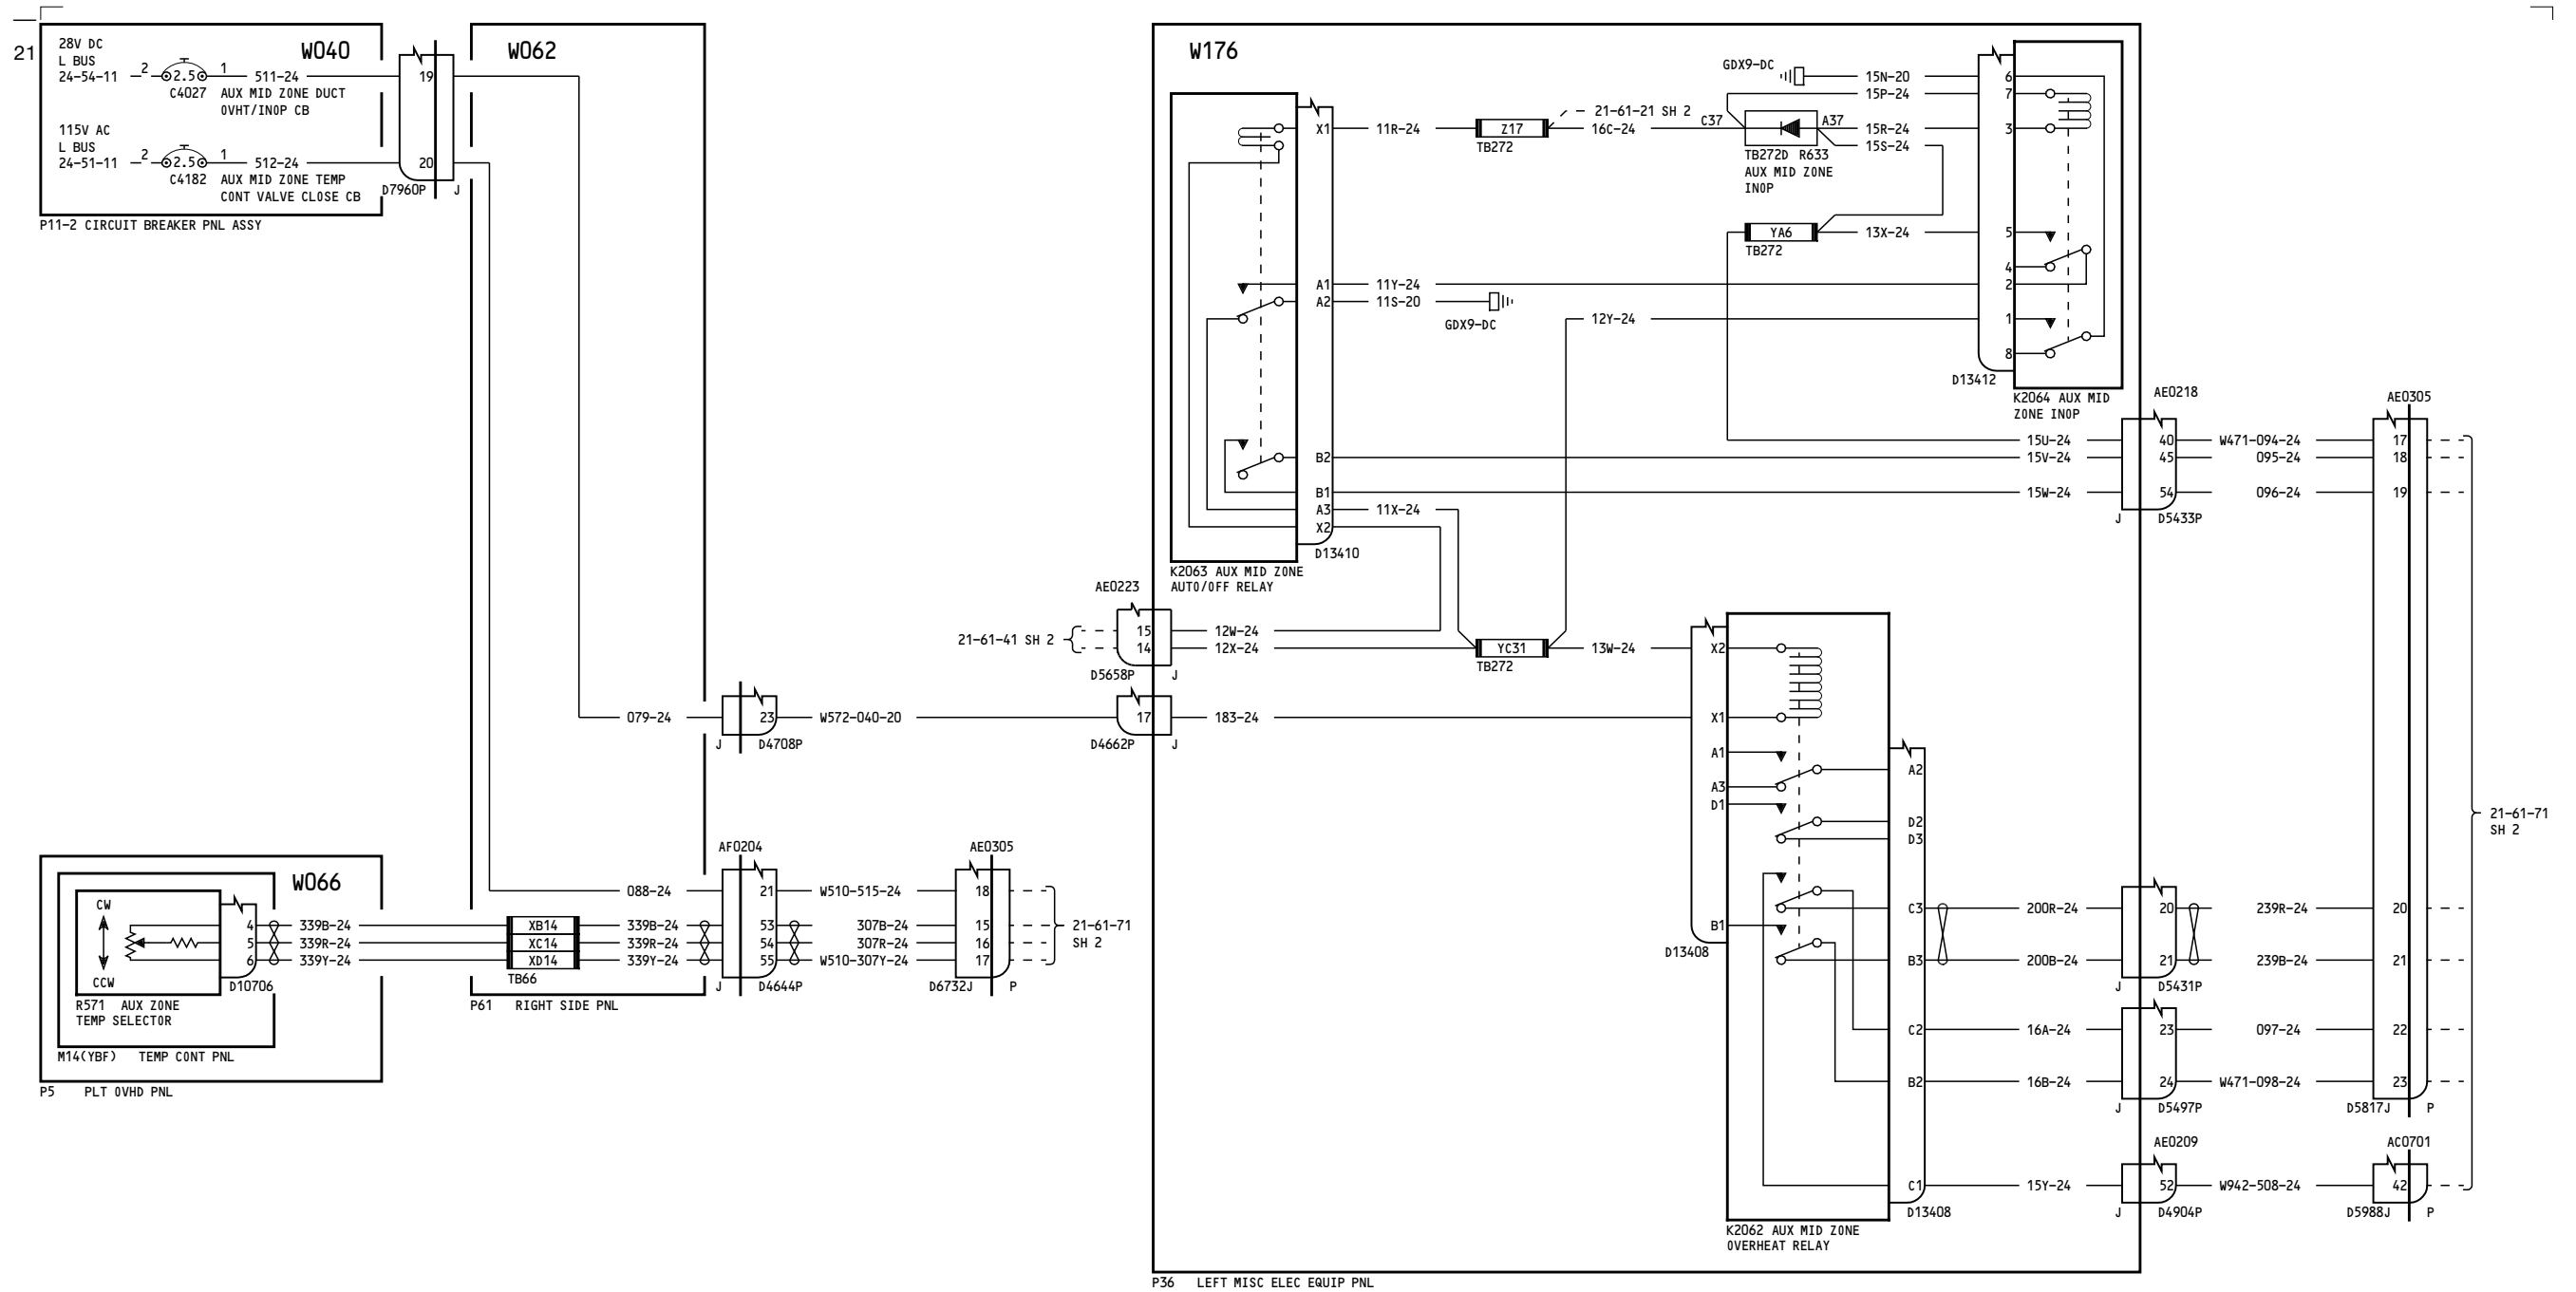 21
28V DC
L BUS
24-54-11
2
2.5
1
C4027
511-24
AUX MID ZONE DUCT
OVHT/INOP CB
115V AC
L BUS
24-51-11
2
2.5
1
C4182
512-24
AUX MID ZONE TEMP
CONT VALVE CLOSE CB
W040
P11-2 CIRCUIT BREAKER PNL ASSY
19
20
D7960P
J
W062
079-24
088-24
XB14
XC14
XD14
TB66
339B-24
339R-24
339Y-24
P61 RIGHT SIDE PNL
W066
CW
CCW
4
5
6
339B-24
339R-24
339Y-24
D10706
R571 AUX ZONE
TEMP SELECTOR
M14(YBF) TEMP CONT PNL
P5 PLT OVHD PNL
23
J
D4708P
W572-040-20
AF0204
21
53
54
55
J
D4644P
W510-515-24
307B-24
307R-24
W510-307Y-24
AE0305
18
15
16
17
D6732J
P
21-61-71
SH 2
21-61-41 SH 2
AE0223
15
14
D5658P
J
17
D4662P
J
W176
X1
A1
A2
B2
B1
A3
X2
D13410
K2063 AUX MID ZONE
AUTO/OFF RELAY
11R-24
Z17
TB272
21-61-21 SH 2
16C-24
C37
A37
TB272D R633
AUX MID ZONE
INOP
GDX9-DC
15N-20
15P-24
15R-24
15S-24
YA6
TB272
13X-24
11Y-24
11S-20
GDX9-DC
12Y-24
6
7
3
5
4
2
1
8
D13412
K2064 AUX MID
ZONE INOP
11X-24
12W-24
12X-24
YC31
TB272
13W-24
183-24
X2
X1
A1
A3
D1
B1
D13408
A2
D2
D3
C3
B3
C2
B2
C1
D13408
K2062 AUX MID ZONE
OVERHEAT RELAY
P36 LEFT MISC ELEC EQUIP PNL
15U-24
15V-24
15W-24
AE0218
40
45
54
J
D5433P
W471-094-24
095-24
096-24
200R-24
200B-24
20
21
J
D5431P
239R-24
239B-24
16A-24
16B-24
23
24
J
D5497P
097-24
W471-098-24
15Y-24
AE0209
52
J
D4904P
W942-508-24
AE0305
17
18
19
20
21
22
23
D5817J
P
AC0701
42
D5988J
P
21-61-71
SH 2